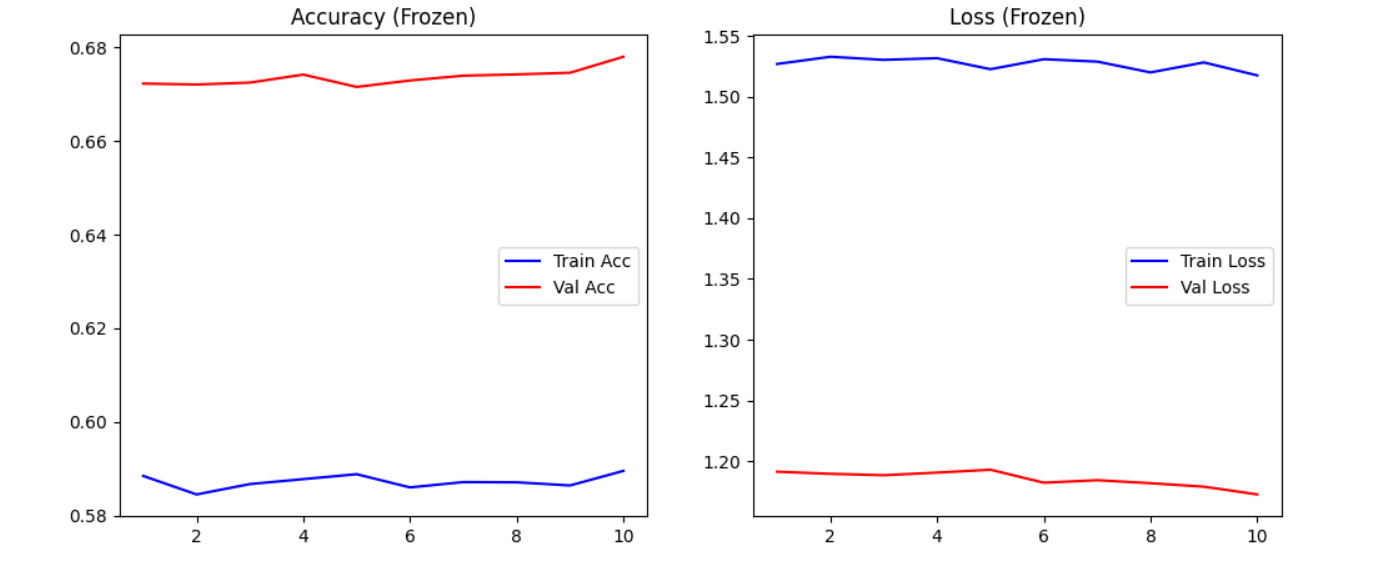 Accuracy (Frozen)
0.68
0.66
0.64
0.62
0.60
0.58
2 4 6 8 10
Train Acc
Val Acc
Loss (Frozen)
1.55
1.50
1.45
1.40
1.35
1.30
1.25
1.20
2 4 6 8 10
Train Loss
Val Loss